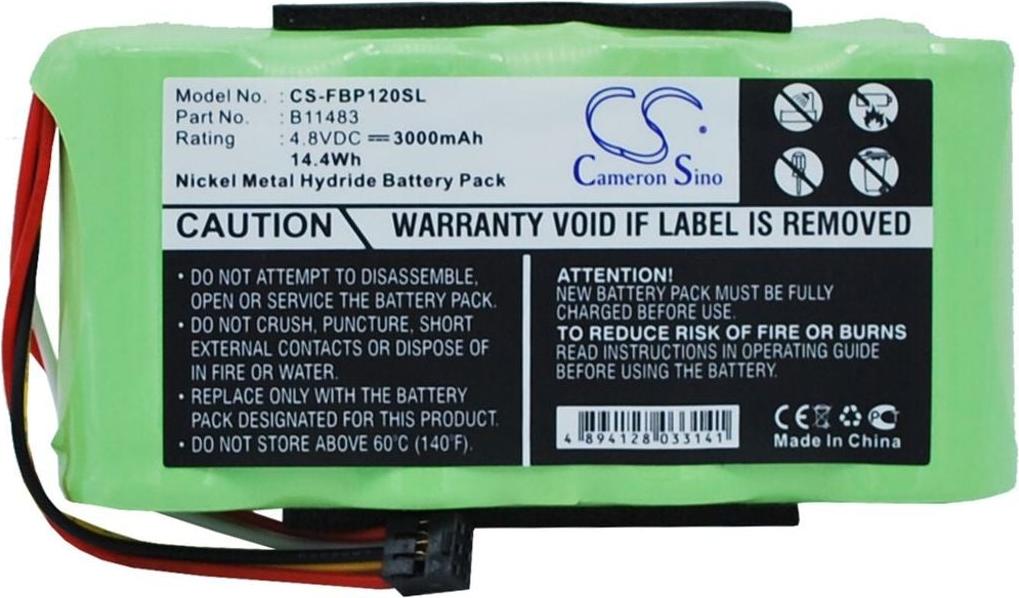 Model No. : CS-FBP120SL
Part No. : B11483
Rating : 4.8VDC ⎓ 3000mAh
14.4Wh
Nickel Metal Hydride Battery Pack
CS
Cameron Sino
CAUTION
WARRANTY VOID IF LABEL IS REMOVED
• DO NOT ATTEMPT TO DISASSEMBLE,
OPEN OR SERVICE THE BATTERY PACK.
• DO NOT CRUSH, PUNCTURE, SHORT
EXTERNAL CONTACTS OR DISPOSE OF
IN FIRE OR WATER.
• REPLACE ONLY WITH THE BATTERY
PACK DESIGNATED FOR THIS PRODUCT.
• DO NOT STORE ABOVE 60°C (140°F).
ATTENTION!
NEW BATTERY PACK MUST BE FULLY
CHARGED BEFORE USE.
TO REDUCE RISK OF FIRE OR BURNS
READ INSTRUCTIONS IN OPERATING GUIDE
BEFORE USING THE BATTERY.
4 894128 033141
CE PCT
Made In China